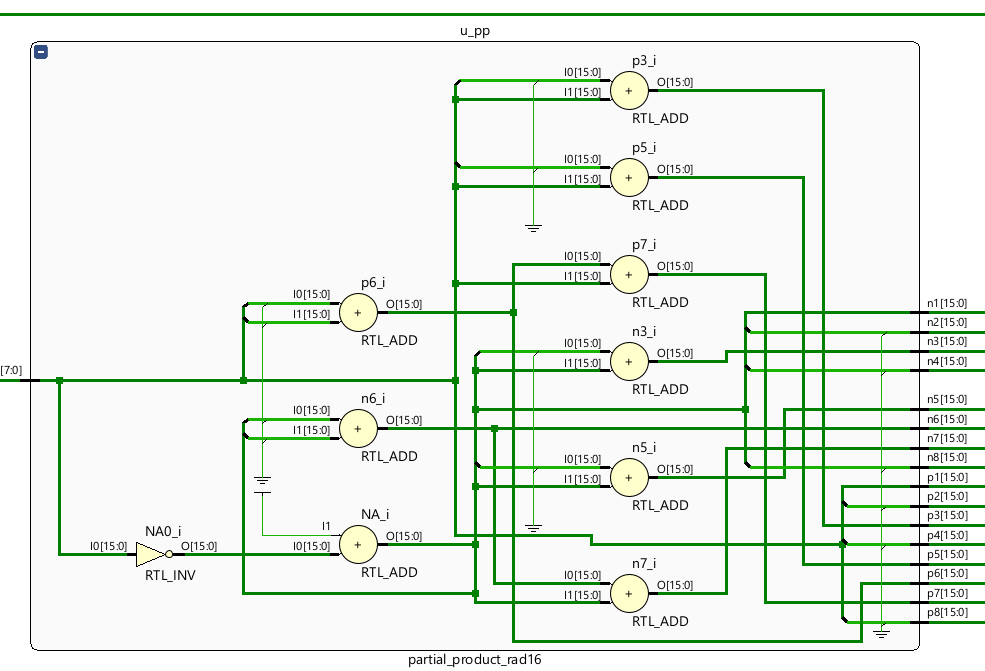 u_pp
p3_i
I0[15:0]
I1[15:0]
+
O[15:0]
RTL_ADD
p5_i
I0[15:0]
I1[15:0]
+
O[15:0]
RTL_ADD
p7_i
I0[15:0]
I1[15:0]
+
O[15:0]
RTL_ADD
p6_i
I0[15:0]
I1[15:0]
+
O[15:0]
RTL_ADD
n3_i
I0[15:0]
I1[15:0]
+
O[15:0]
RTL_ADD
[7:0]
n6_i
I0[15:0]
I1[15:0]
+
O[15:0]
RTL_ADD
n5_i
I0[15:0]
I1[15:0]
+
O[15:0]
RTL_ADD
NA0_i
I0[15:0]
O[15:0]
RTL_INV
NA_i
I1
I0[15:0]
+
O[15:0]
RTL_ADD
n7_i
I0[15:0]
I1[15:0]
+
O[15:0]
RTL_ADD
n1[15:0]
n2[15:0]
n3[15:0]
n4[15:0]
n5[15:0]
n6[15:0]
n7[15:0]
n8[15:0]
p1[15:0]
p2[15:0]
p3[15:0]
p4[15:0]
p5[15:0]
p6[15:0]
p7[15:0]
p8[15:0]
partial_product_rad16